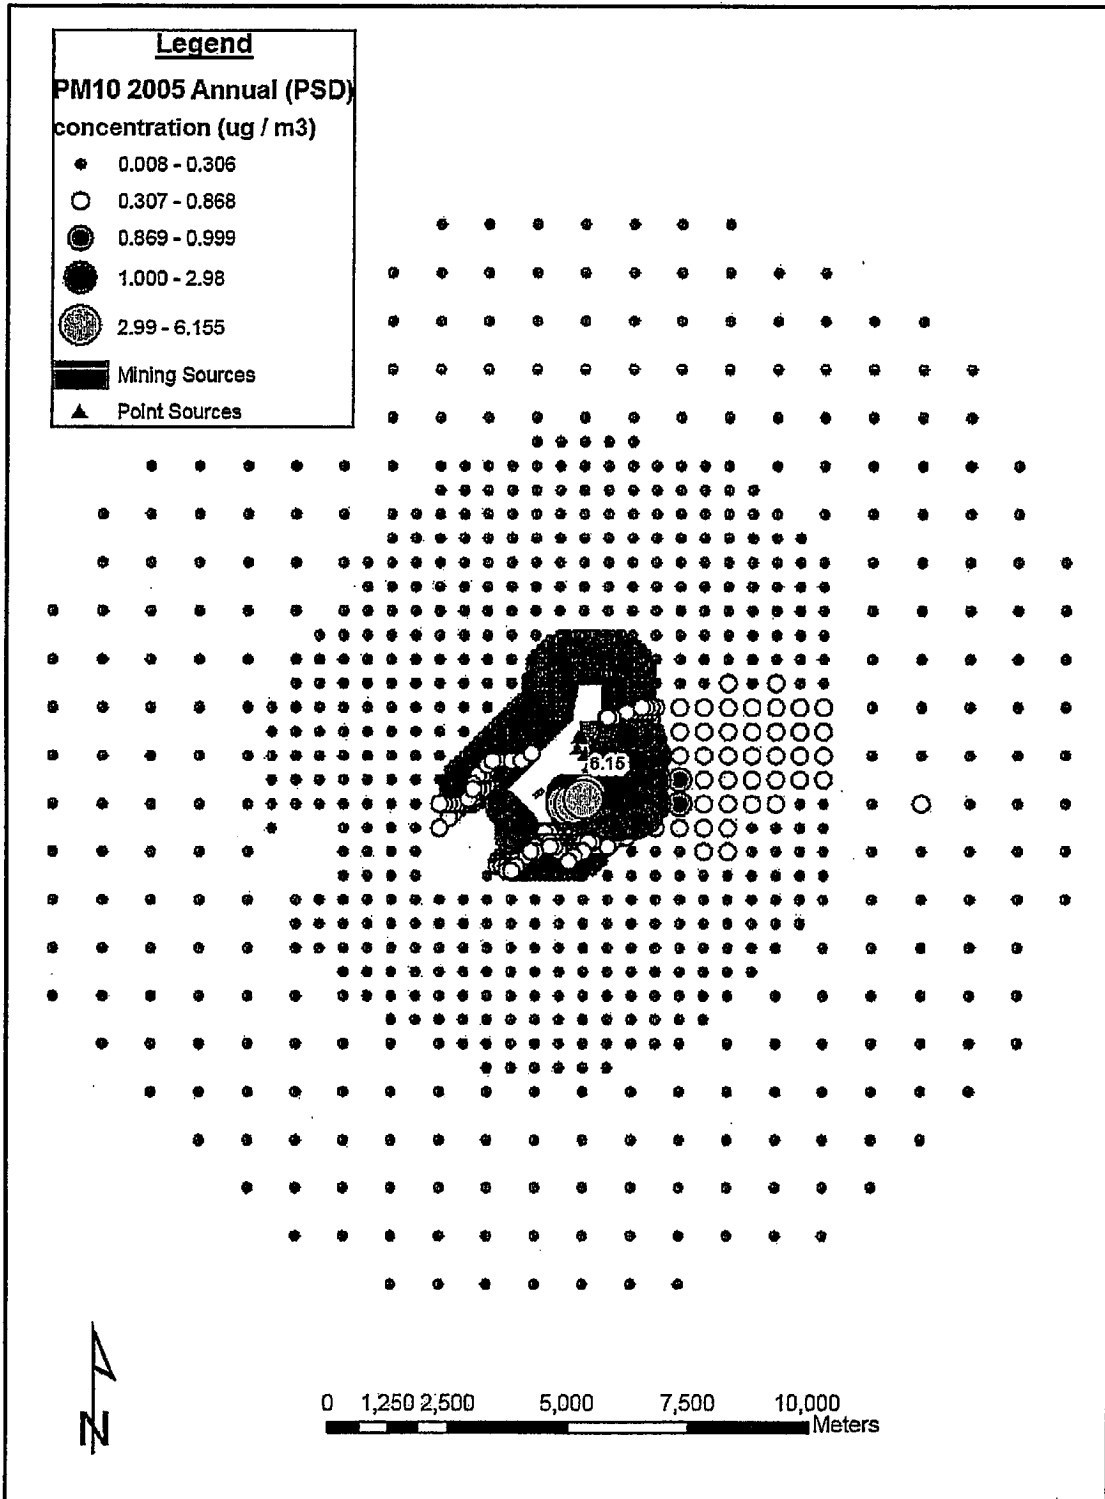 Legend
PM10 2005 Annual (PSD)
concentration (ug / m3)
0.008 - 0.306
0.307 - 0.868
0.869 - 0.999
1.000 - 2.98
2.99 - 6.155
Mining Sources
Point Sources
6.15
N
0 1,250 2,500 5,000 7,500 10,000
Meters